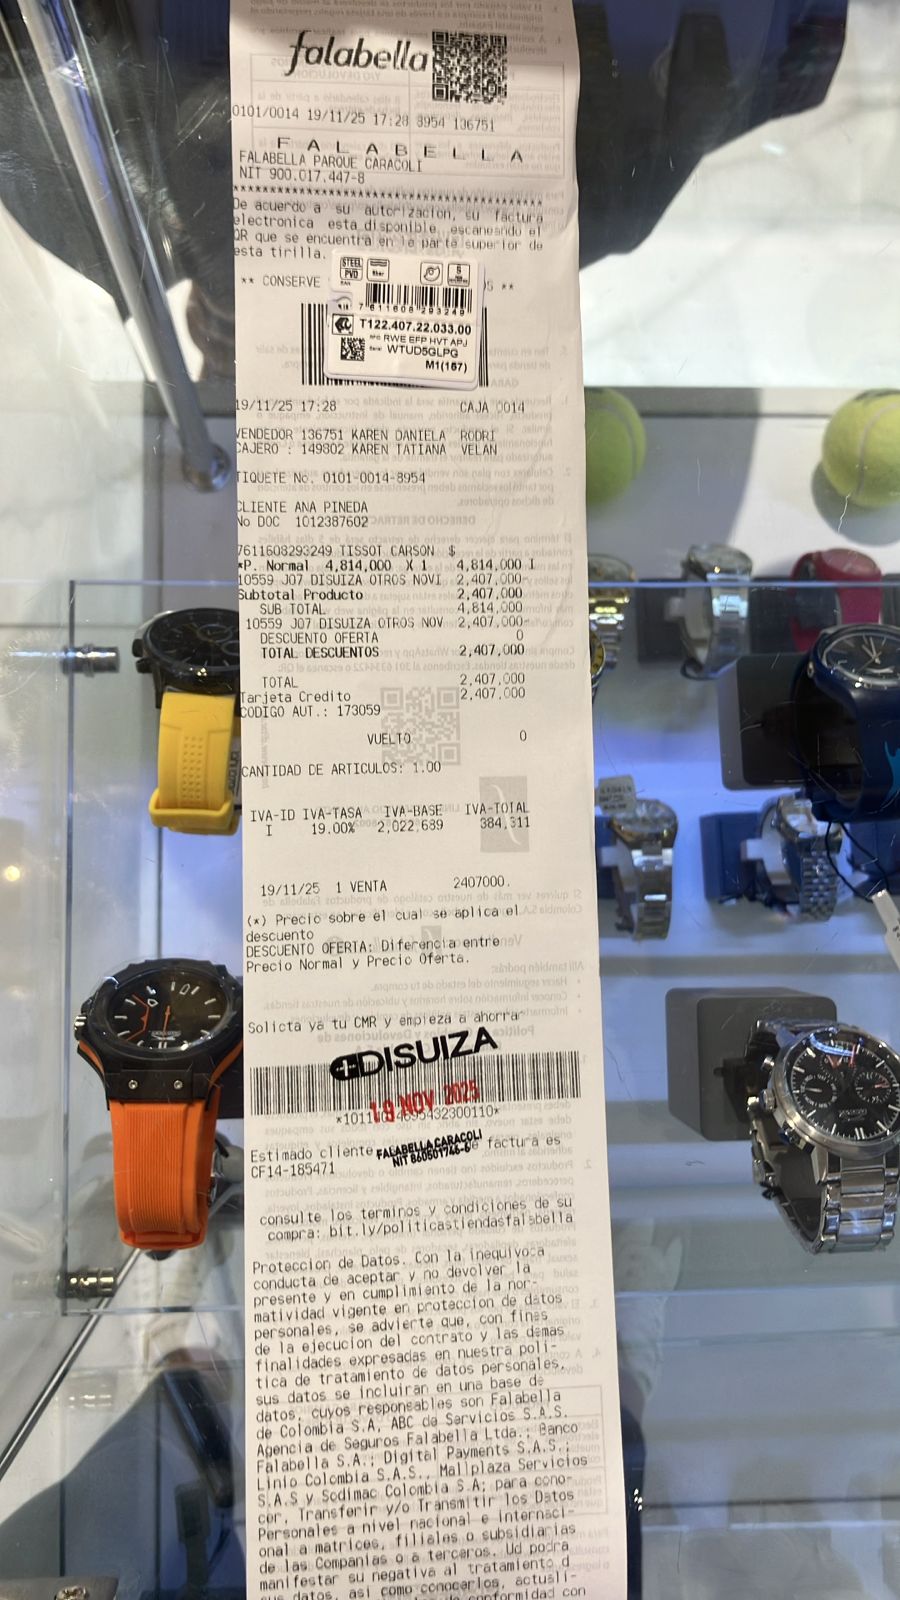 falabella
0101/0014 19/11/25 17:28 8954 136751
F A L A B E L L A
FALABELLA PARQUE CARACOLI
NIT 900.017.447-8
****************************************
De acuerdo a su autorizacion, su factura
electronica esta disponible, escaneando el
QR que se encuentra en la parte superior de
esta tirilla.
** CONSERVE
S **
STEEL
PVD
7 611608 293249
T122.407.22.033.00
RWE EFP HVT APJ
WTUD5GLPG
M1(157)
19/11/25 17:28 CAJA 0014
VENDEDOR 136751 KAREN DANIELA RODRI
CAJERO : 149802 KAREN TATIANA VELAN
TIQUETE No. 0101-0014-8954
CLIENTE ANA PINEDA
No DOC 1012387602
7611608293249 TISSOT CARSON $
*P. Normal 4,814,000 X 1 4,814,000 I
10559 J07 DISUIZA OTROS NOVI 2,407,000-
Subtotal Producto 2,407,000
SUB TOTAL 4,814,000
10559 J07 DISUIZA OTROS NOV 2,407,000-
DESCUENTO OFERTA 0
TOTAL DESCUENTOS 2,407,000
TOTAL 2,407,000
Tarjeta Credito 2,407,000
CODIGO AUT.: 173059
VUELTO 0
CANTIDAD DE ARTICULOS: 1.00
IVA-ID IVA-TASA IVA-BASE IVA-TOTAL
I 19.00% 2,022,689 384,311
19/11/25 1 VENTA 2407000.
(*) Precio sobre el cual se aplica el
descuento
DESCUENTO OFERTA: Diferencia entre
Precio Normal y Precio Oferta.
Solicta ya tu CMR y empieza a ahorrar
DISUIZA
19 NOV 2025
FALABELLA CARACOLI
NIT 860501746-6
Estimado cliente factura es
CF14-185471
consulte los terminos y condiciones de su
compra: bit.ly/politicastiendasfalabella
Proteccion de Datos. Con la inequivoca
conducta de aceptar y no devolver la
presente y en cumplimiento de la nor-
matividad vigente en proteccion de datos
personales, se advierte que, con fines
de la ejecucion del contrato y las demas
finalidades expresadas en nuestra poli-
tica de tratamiento de datos personales,
sus datos se incluiran en una base de
datos, cuyos responsables son Falabella
de Colombia S.A, ABC de Servicios S.A.S,
Agencia de Seguros Falabella Ltda.; Banco
Falabella S.A.; Digital Payments S.A.S.;
Linio Colombia S.A.S., Mallplaza Servicios
S.A.S y Sodimac Colombia S.A; para cono-
cer, Transferir y/o Transmitir los Datos
Personales a nivel nacional e internaci-
onal a matrices, filiales o subsidiarias
de las Companias o a terceros. Ud podra
manifestar su negativa al tratamiento d
sus datos, asi como conocerlos, actuali-
conformidad con